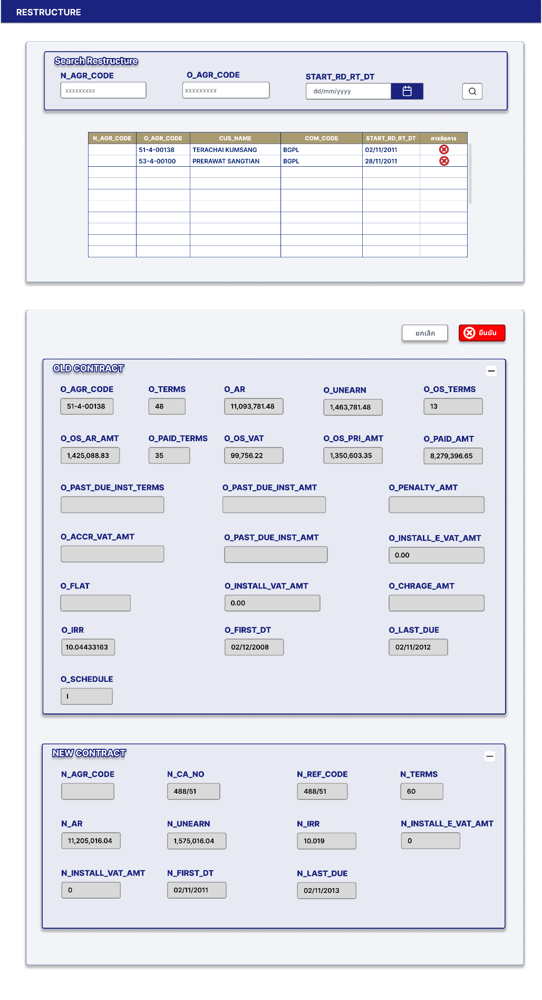 RESTRUCTURE
Search Restructure
N_AGR_CODE O_AGR_CODE START_RD_RT_DT
xxxxxxxxx xxxxxxxxx dd/mm/yyyy
N_AGR_CODE O_AGR_CODE CUS_NAME COM_CODE START_RD_RT_DT การจัดการ
51-4-00138 TERACHAI KUMSANG BGPL 02/11/2011
53-4-00100 PRERAWAT SANGTIAN BGPL 28/11/2011
ยกเลิก ยืนยัน
OLD CONTRACT
O_AGR_CODE O_TERMS O_AR O_UNEARN O_OS_TERMS
51-4-00138 48 11,093,781.48 1,463,781.48 13
O_OS_AR_AMT O_PAID_TERMS O_OS_VAT O_OS_PRI_AMT O_PAID_AMT
1,425,088.83 35 99,756.22 1,350,603.35 8,279,396.65
O_PAST_DUE_INST_TERMS O_PAST_DUE_INST_AMT O_PENALTY_AMT
O_ACCR_VAT_AMT O_PAST_DUE_INST_AMT O_INSTALL_E_VAT_AMT
0.00
O_FLAT O_INSTALL_VAT_AMT O_CHRAGE_AMT
0.00
O_IRR O_FIRST_DT O_LAST_DUE
10.04433163 02/12/2008 02/11/2012
O_SCHEDULE
I
NEW CONTRACT
N_AGR_CODE N_CA_NO N_REF_CODE N_TERMS
488/51 488/51 60
N_AR N_UNEARN N_IRR N_INSTALL_E_VAT_AMT
11,205,016.04 1,575,016.04 10.019 0
N_INSTALL_VAT_AMT N_FIRST_DT N_LAST_DUE
0 02/11/2011 02/11/2013